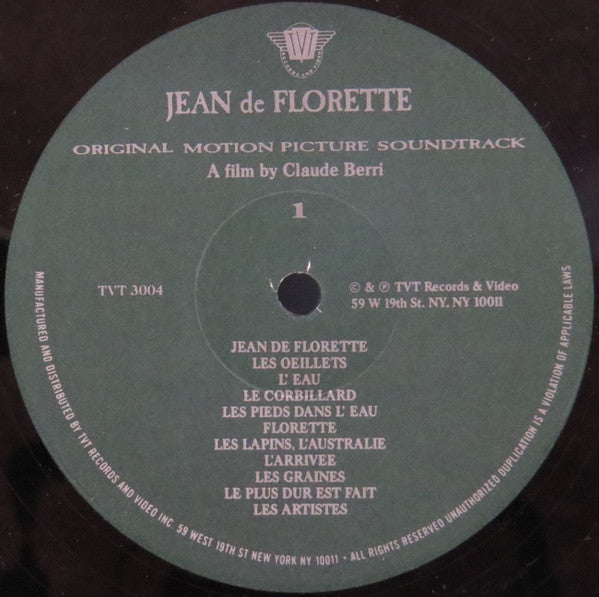 TVT
RECORDS AND VIDEO
JEAN de FLORETTE
ORIGINAL MOTION PICTURE SOUNDTRACK
A film by Claude Berri
1
TVT 3004
© & ℗ TVT Records & Video
59 W 19th St. NY, NY 10011
JEAN DE FLORETTE
LES OEILLETS
L' EAU
LE CORBILLARD
LES PIEDS DANS L' EAU
FLORETTE
LES LAPINS, L'AUSTRALIE
L'ARRIVEE
LES GRAINES
LE PLUS DUR EST FAIT
LES ARTISTES
MANUFACTURED AND DISTRIBUTED BY TVT RECORDS AND VIDEO INC. 59 WEST 19TH ST NEW YORK NY 10011 • ALL RIGHTS RESERVED UNAUTHORIZED DUPLICATION IS A VIOLATION OF APPLICABLE LAWS